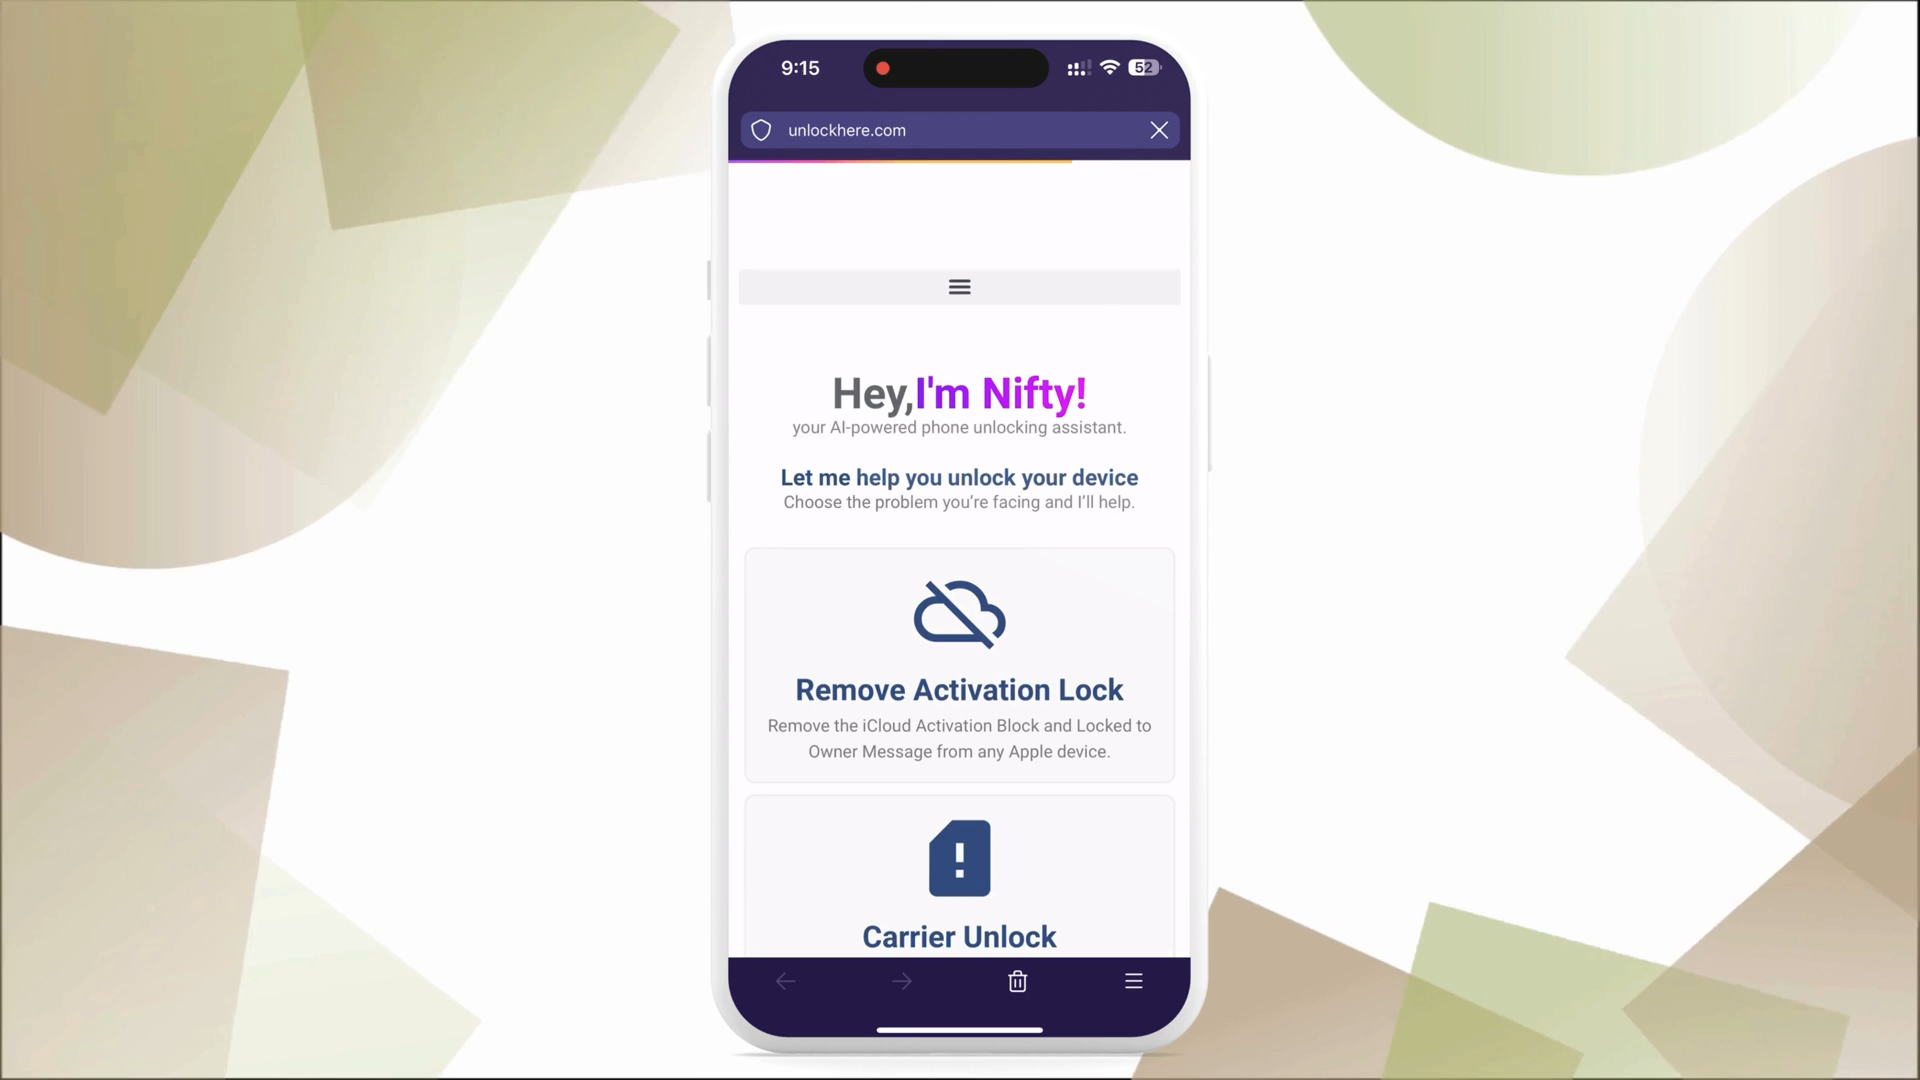 9:15
52
unlockhere.com
Hey,I'm Nifty!
your AI-powered phone unlocking assistant.
Let me help you unlock your device
Choose the problem you’re facing and I’ll help.
Remove Activation Lock
Remove the iCloud Activation Block and Locked to
Owner Message from any Apple device.
Carrier Unlock